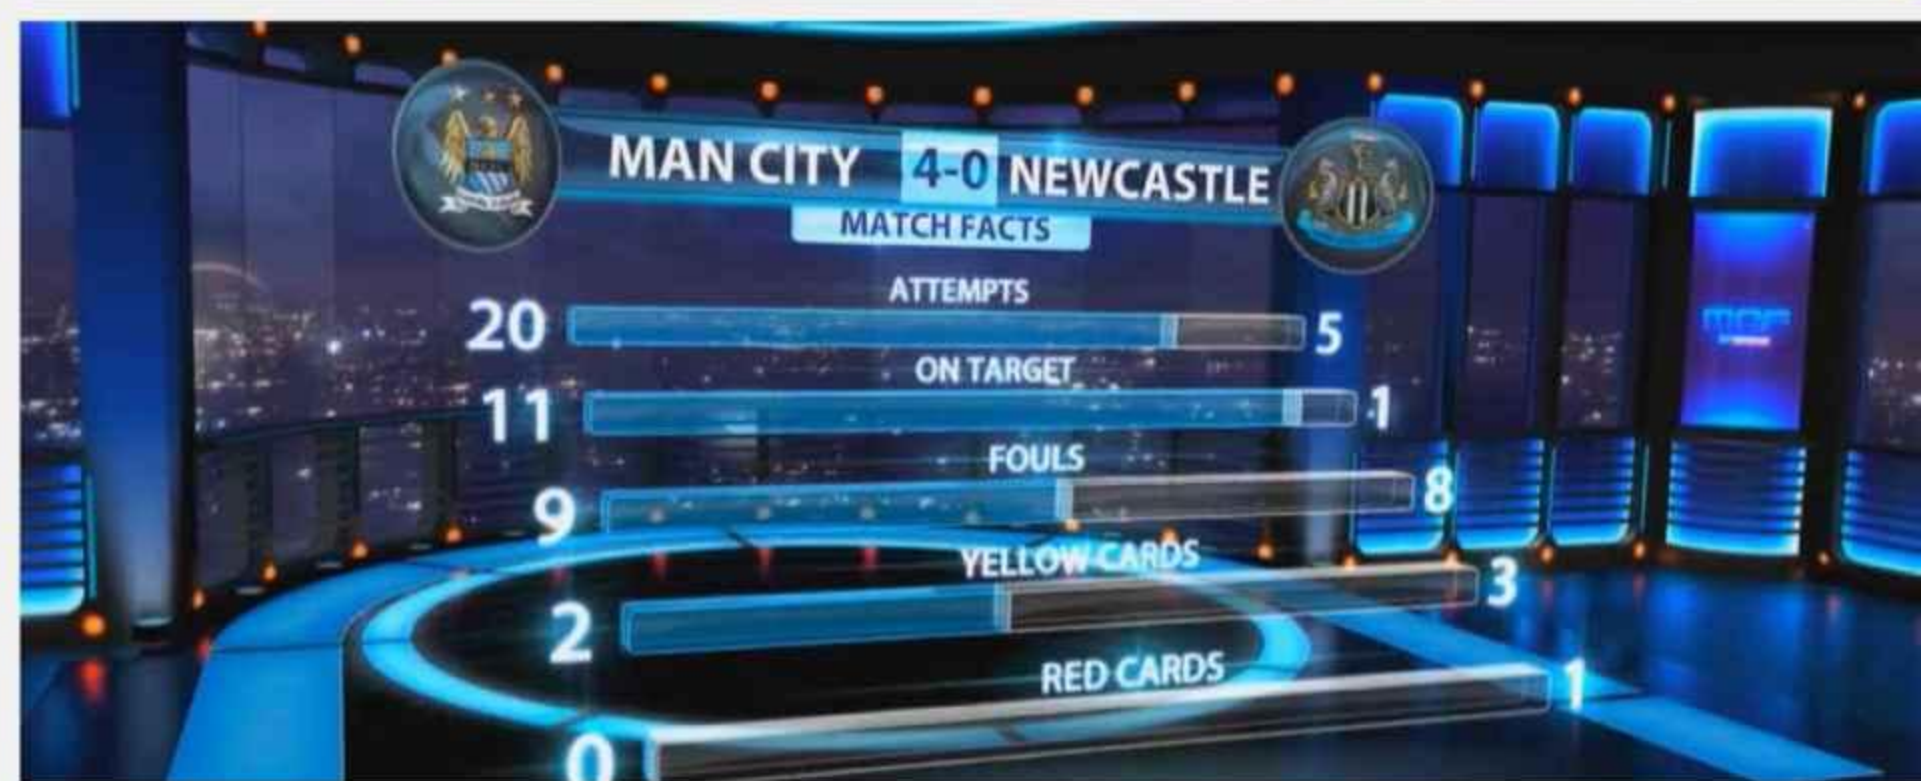 MAN CITY 4-0 NEWCASTLE
MATCH FACTS
ATTEMPTS
20 5
ON TARGET
11 1
FOULS
9 8
YELLOW CARDS
2 3
RED CARDS
0 1